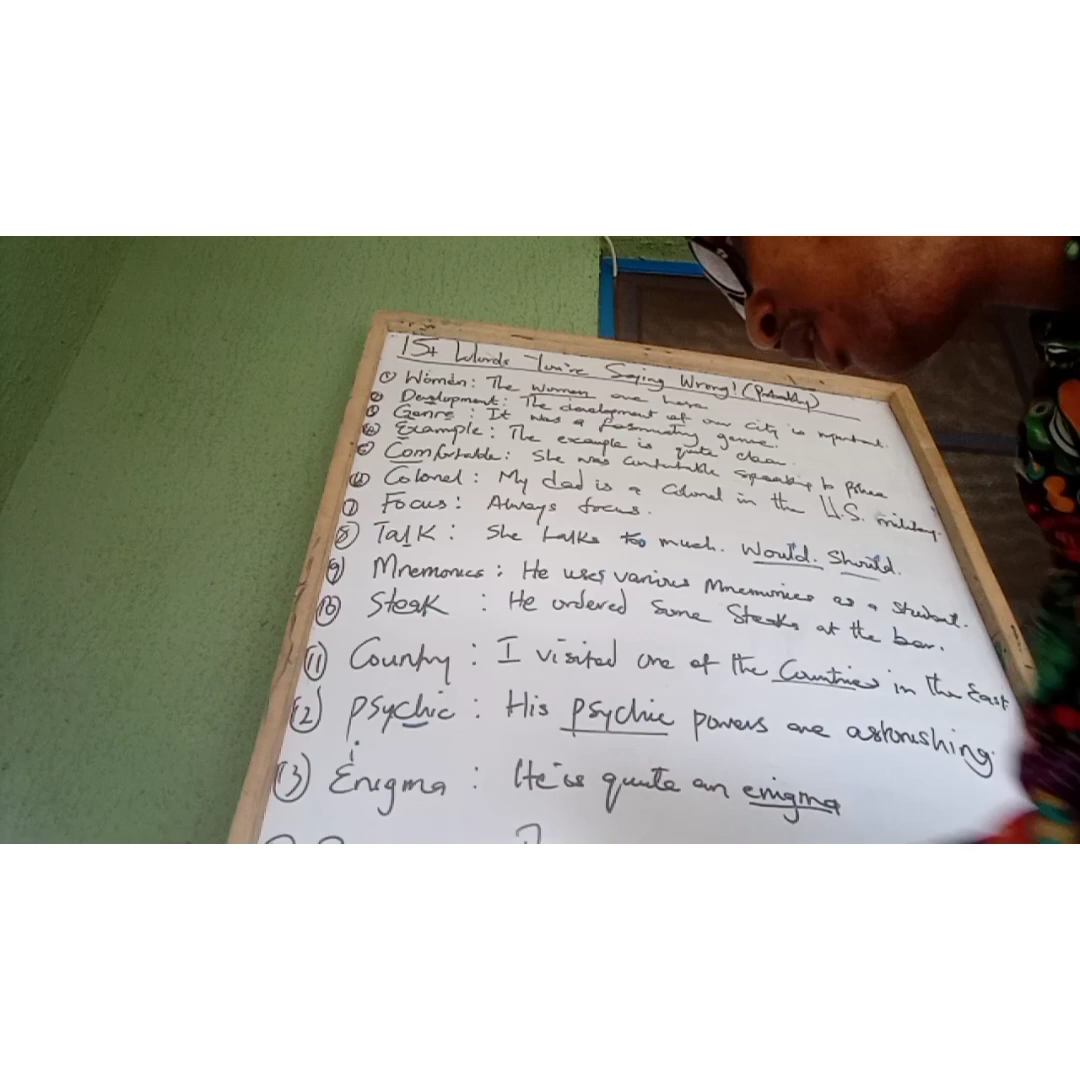 15+ Words You're Saying Wrong! (Probably)
① Women: The women are here.
② Development: The development of our city is important.
③ Genre: It was a fascinating genre.
④ Example: The example is quite clear.
⑤ Comfortable: She was comfortable speaking to
⑥ Colonel: My dad is a colonel in the U.S. military.
⑦ Focus: Always focus.
⑧ Talk: She talks too much. Would. Should.
⑨ Mnemonics: He uses various Mnemonics as a student.
⑩ Steak: He ordered some steaks at the bar.
⑪ Country: I visited one of the Countries in the East
⑫ Psychic: His psychic powers are astonishing.
⑬ Enigma: He is quite an enigma